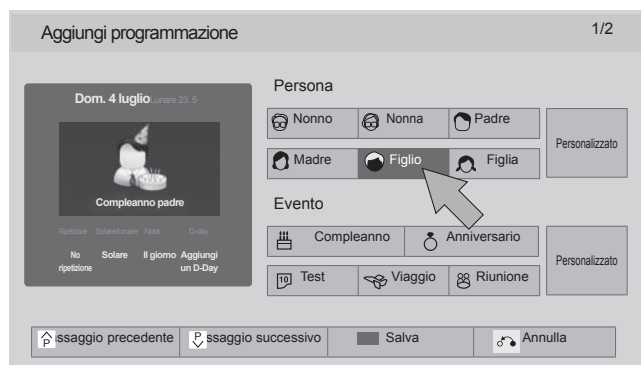 Aggiungi programmazione
1/2
Dom. 4 luglio Lunare 23. 5
Compleanno padre
Ripetizione Solare/lunare Nota D-day
No ripetizione Solare Il giorno Aggiungi un D-Day
Persona
Nonno Nonna Padre
Madre Figlio Figlia
Personalizzato
Evento
Compleanno Anniversario
10 Test Viaggio Riunione
Personalizzato
P ssaggio precedente P ssaggio successivo Salva Annulla